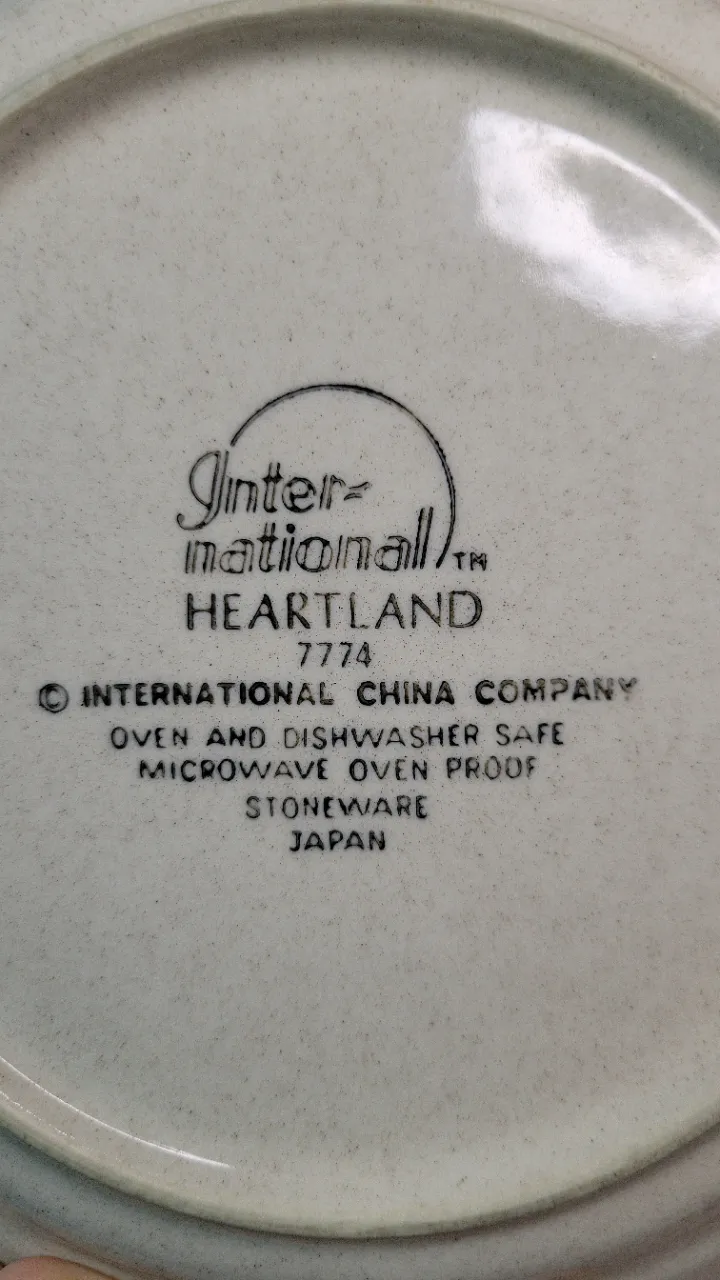 Inter-
national TM
HEARTLAND
7774
© INTERNATIONAL CHINA COMPANY
OVEN AND DISHWASHER SAFE
MICROWAVE OVEN PROOF
STONEWARE
JAPAN